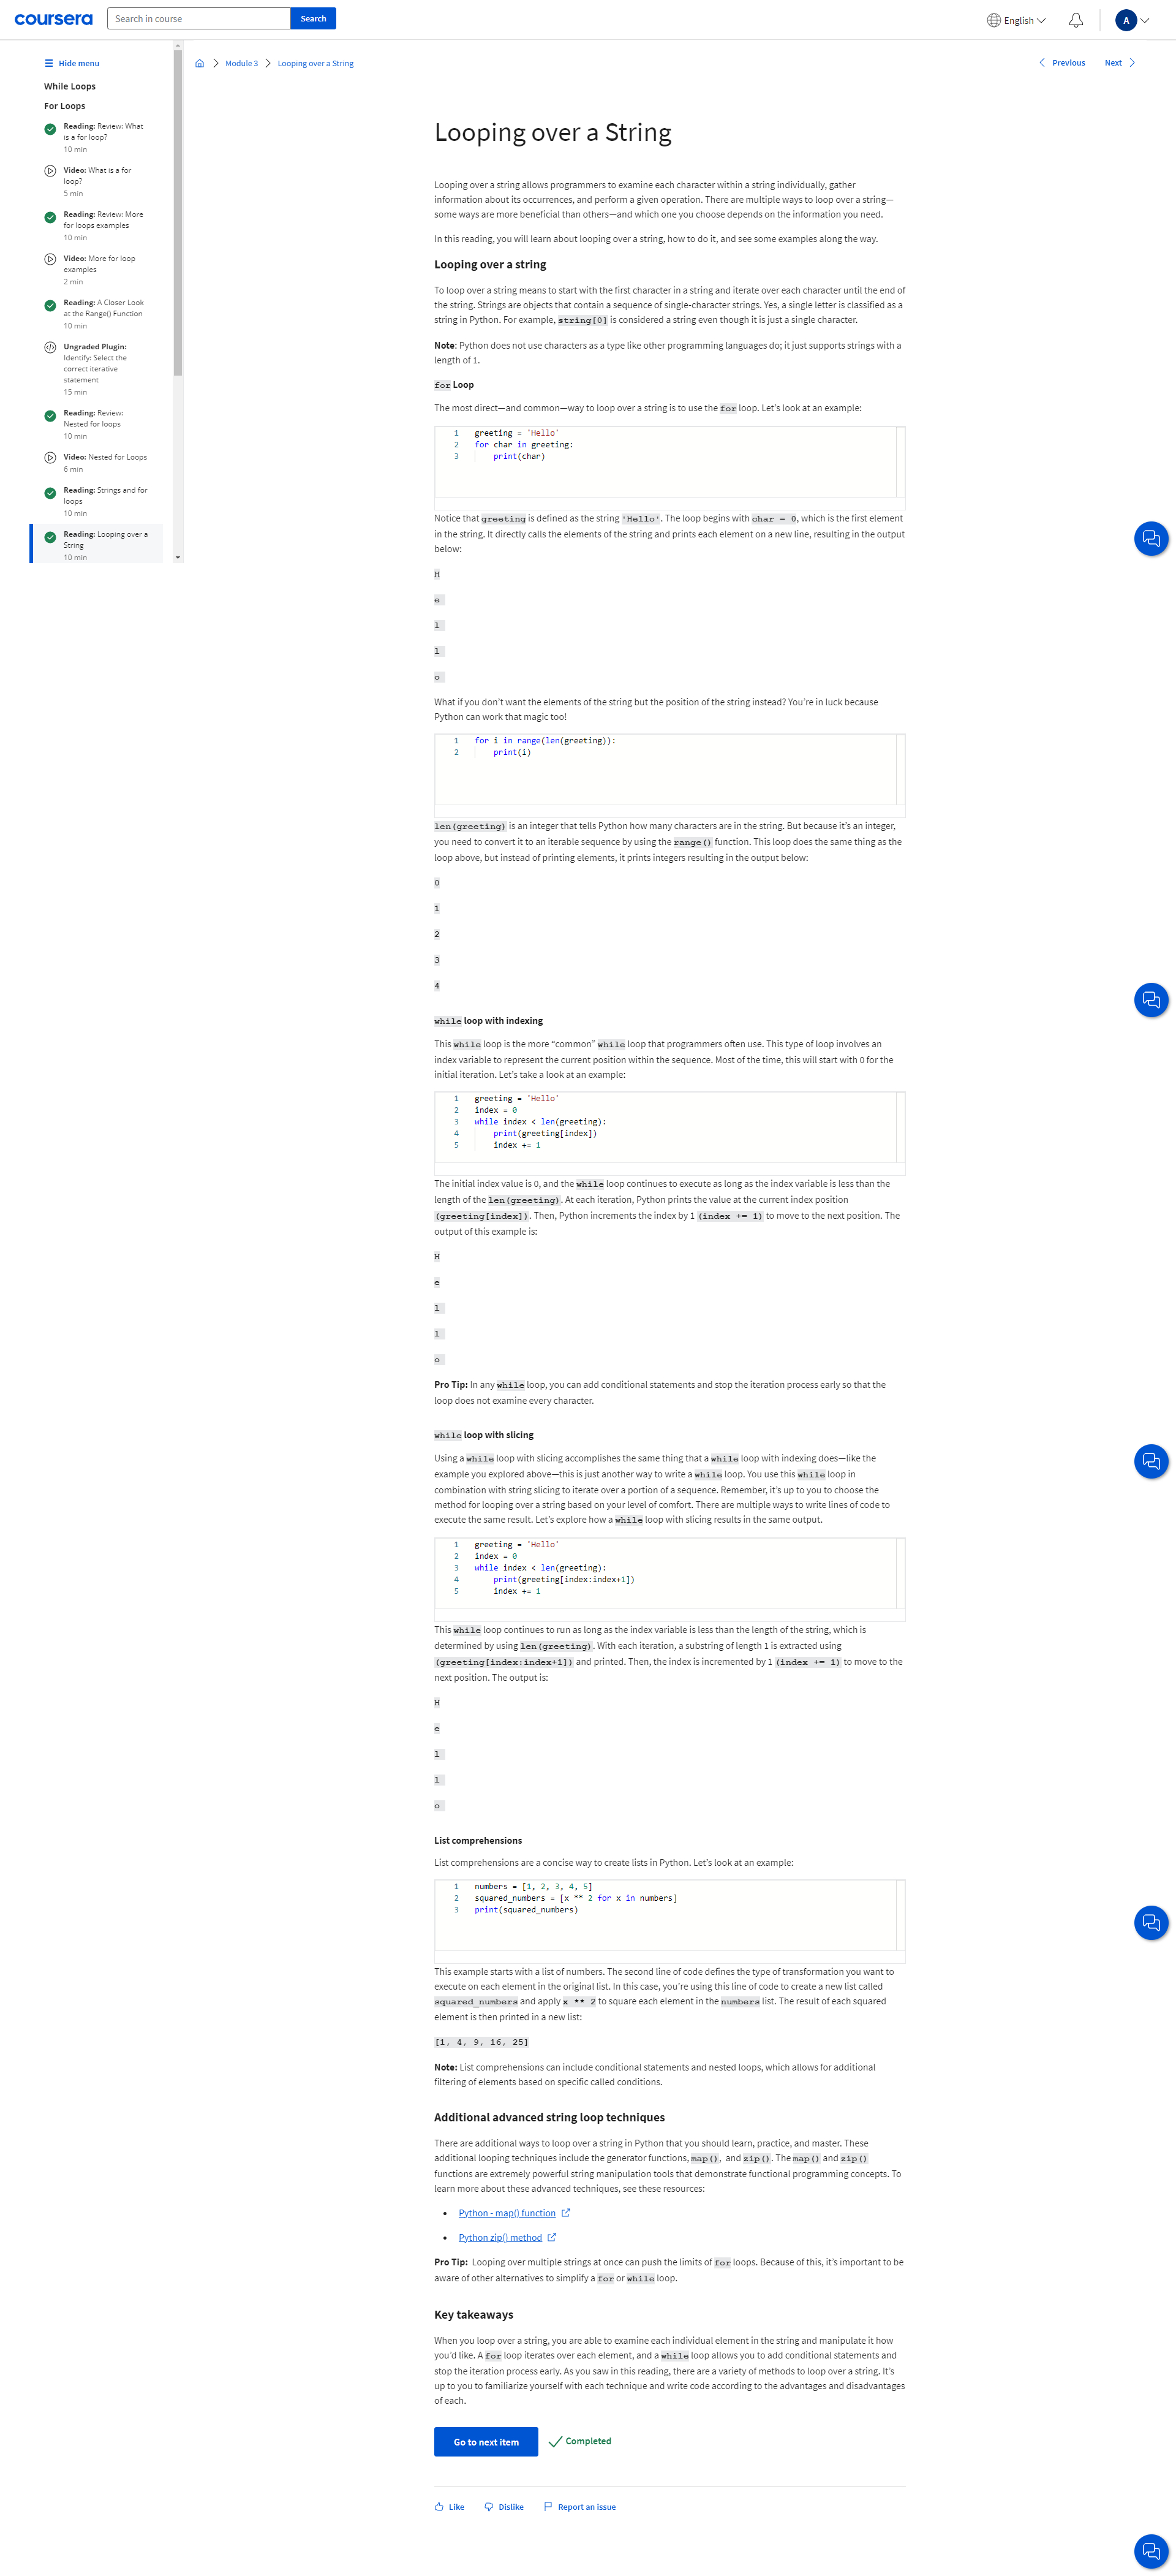 coursera
Search in course
Search
English
A
Hide menu
While Loops
For Loops
Reading: Review: What
is a for loop?
10 min
Video: What is a for
loop?
5 min
Reading: Review: More
for loops examples
10 min
Video: More for loop
examples
2 min
Reading: A Closer Look
at the Range() Function
10 min
Ungraded Plugin:
Identify: Select the
correct iterative
statement
15 min
Reading: Review:
Nested for loops
10 min
Video: Nested for Loops
6 min
Reading: Strings and for
loops
10 min
Reading: Looping over a
String
10 min
Module 3
Looping over a String
Previous
Next
Looping over a String
Looping over a string allows programmers to examine each character within a string individually, gather
information about its occurrences, and perform a given operation. There are multiple ways to loop over a string—
some ways are more beneficial than others—and which one you choose depends on the information you need.
In this reading, you will learn about looping over a string, how to do it, and see some examples along the way.
Looping over a string
To loop over a string means to start with the first character in a string and iterate over each character until the end of
the string. Strings are objects that contain a sequence of single-character strings. Yes, a single letter is classified as a
string in Python. For example, string[0] is considered a string even though it is just a single character.
Note: Python does not use characters as a type like other programming languages do; it just supports strings with a
length of 1.
for Loop
The most direct—and common—way to loop over a string is to use the for loop. Let's look at an example:
1 greeting = 'Hello'
2 for char in greeting:
3     print(char)
Notice that greeting is defined as the string 'Hello'. The loop begins with char = 0, which is the first element
in the string. It directly calls the elements of the string and prints each element on a new line, resulting in the output
below:
H
e
l
l
o
What if you don't want the elements of the string but the position of the string instead? You're in luck because
Python can work that magic too!
1 for i in range(len(greeting)):
2     print(i)
len(greeting) is an integer that tells Python how many characters are in the string. But because it's an integer,
you need to convert it to an iterable sequence by using the range() function. This loop does the same thing as the
loop above, but instead of printing elements, it prints integers resulting in the output below:
0
1
2
3
4
while loop with indexing
This while loop is the more “common” while loop that programmers often use. This type of loop involves an
index variable to represent the current position within the sequence. Most of the time, this will start with 0 for the
initial iteration. Let's take a look at an example:
1 greeting = 'Hello'
2 index = 0
3 while index < len(greeting):
4     print(greeting[index])
5     index += 1
The initial index value is 0, and the while loop continues to execute as long as the index variable is less than the
length of the len(greeting). At each iteration, Python prints the value at the current index position
(greeting[index]). Then, Python increments the index by 1 (index += 1) to move to the next position. The
output of this example is:
H
e
l
l
o
Pro Tip: In any while loop, you can add conditional statements and stop the iteration process early so that the
loop does not examine every character.
while loop with slicing
Using a while loop with slicing accomplishes the same thing that a while loop with indexing does—like the
example you explored above—this is just another way to write a while loop. You use this while loop in
combination with string slicing to iterate over a portion of a sequence. Remember, it's up to you to choose the
method for looping over a string based on your level of comfort. There are multiple ways to write lines of code to
execute the same result. Let's explore how a while loop with slicing results in the same output.
1 greeting = 'Hello'
2 index = 0
3 while index < len(greeting):
4     print(greeting[index:index+1])
5     index += 1
This while loop continues to run as long as the index variable is less than the length of the string, which is
determined by using len(greeting). With each iteration, a substring of length 1 is extracted using
(greeting[index:index+1]) and printed. Then, the index is incremented by 1 (index += 1) to move to the
next position. The output is:
H
e
l
l
o
List comprehensions
List comprehensions are a concise way to create lists in Python. Let's look at an example:
1 numbers = [1, 2, 3, 4, 5]
2 squared_numbers = [x ** 2 for x in numbers]
3 print(squared_numbers)
This example starts with a list of numbers. The second line of code defines the type of transformation you want to
execute on each element in the original list. In this case, you're using this line of code to create a new list called
squared_numbers and apply x ** 2 to square each element in the numbers list. The result of each squared
element is then printed in a new list:
[1, 4, 9, 16, 25]
Note: List comprehensions can include conditional statements and nested loops, which allows for additional
filtering of elements based on specific called conditions.
Additional advanced string loop techniques
There are additional ways to loop over a string in Python that you should learn, practice, and master. These
additional looping techniques include the generator functions, map(), and zip(). The map() and zip()
functions are extremely powerful string manipulation tools that demonstrate functional programming concepts. To
learn more about these advanced techniques, see these resources:
• Python - map() function
• Python zip() method
Pro Tip: Looping over multiple strings at once can push the limits of for loops. Because of this, it's important to be
aware of other alternatives to simplify a for or while loop.
Key takeaways
When you loop over a string, you are able to examine each individual element in the string and manipulate it how
you'd like. A for loop iterates over each element, and a while loop allows you to add conditional statements and
stop the iteration process early. As you saw in this reading, there are a variety of methods to loop over a string. It's
up to you to familiarize yourself with each technique and write code according to the advantages and disadvantages
of each.
Go to next item
Completed
Like
Dislike
Report an issue